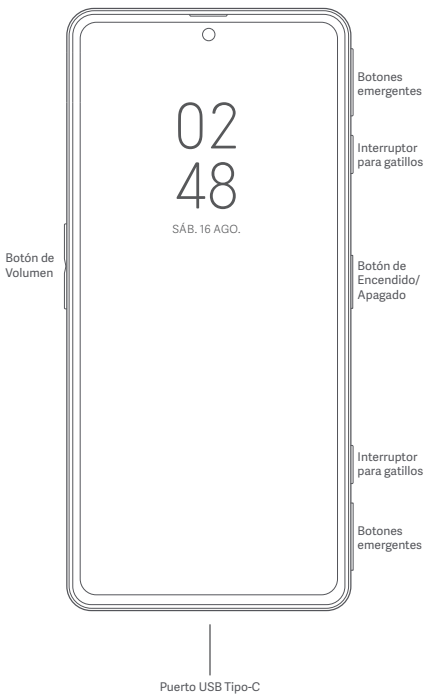 Botones
emergentes
02
48
Interruptor
para gatillos
SÁB. 16 AGO.
Botón de
Volumen
Botón de
Encendido/
Apagado
Interruptor
para gatillos
Botones
emergentes
Puerto USB Tipo-C